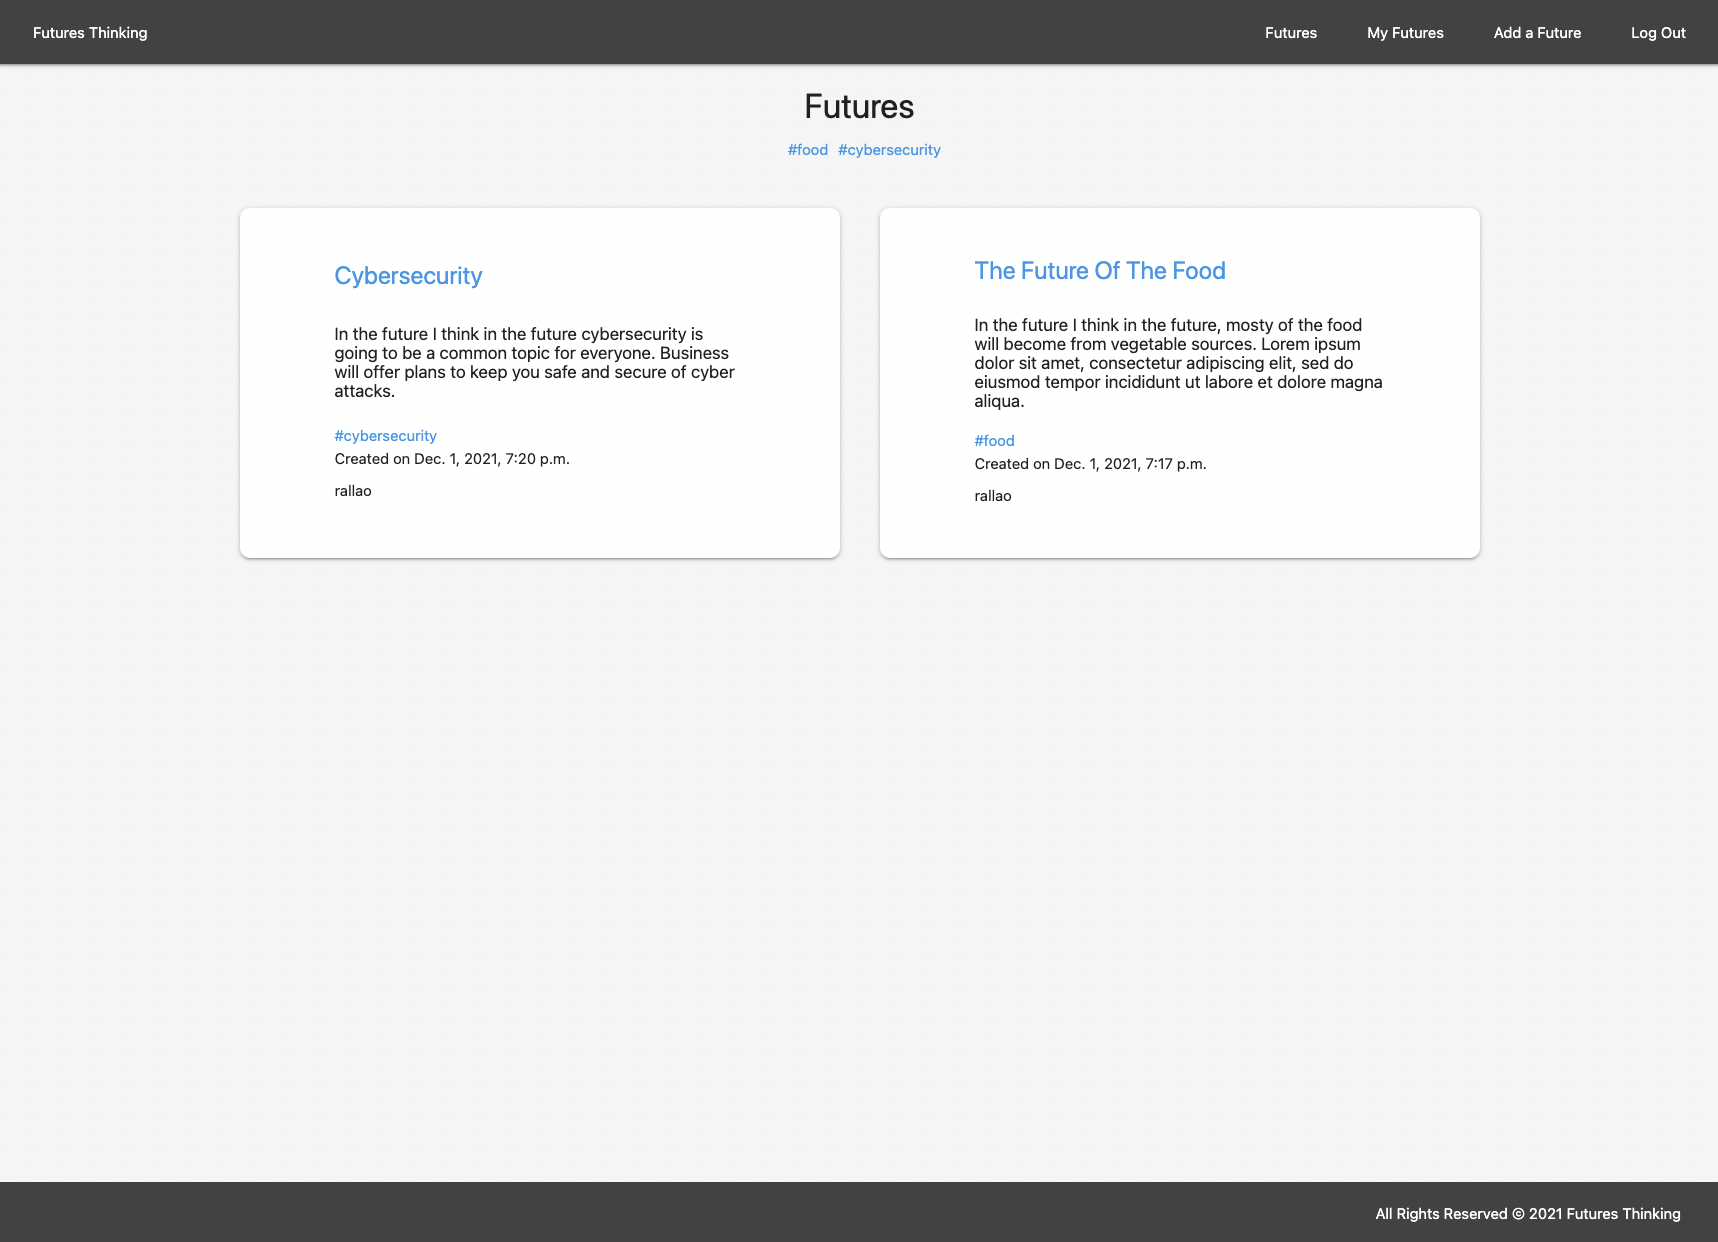 Futures Thinking
Futures
My Futures
Add a Future
Log Out
Futures
#food #cybersecurity
Cybersecurity
In the future I think in the future cybersecurity is
going to be a common topic for everyone. Business
will offer plans to keep you safe and secure of cyber
attacks.
#cybersecurity
Created on Dec. 1, 2021, 7:20 p.m.
rallao
The Future Of The Food
In the future I think in the future, mosty of the food
will become from vegetable sources. Lorem ipsum
dolor sit amet, consectetur adipiscing elit, sed do
eiusmod tempor incididunt ut labore et dolore magna
aliqua.
#food
Created on Dec. 1, 2021, 7:17 p.m.
rallao
All Rights Reserved © 2021 Futures Thinking